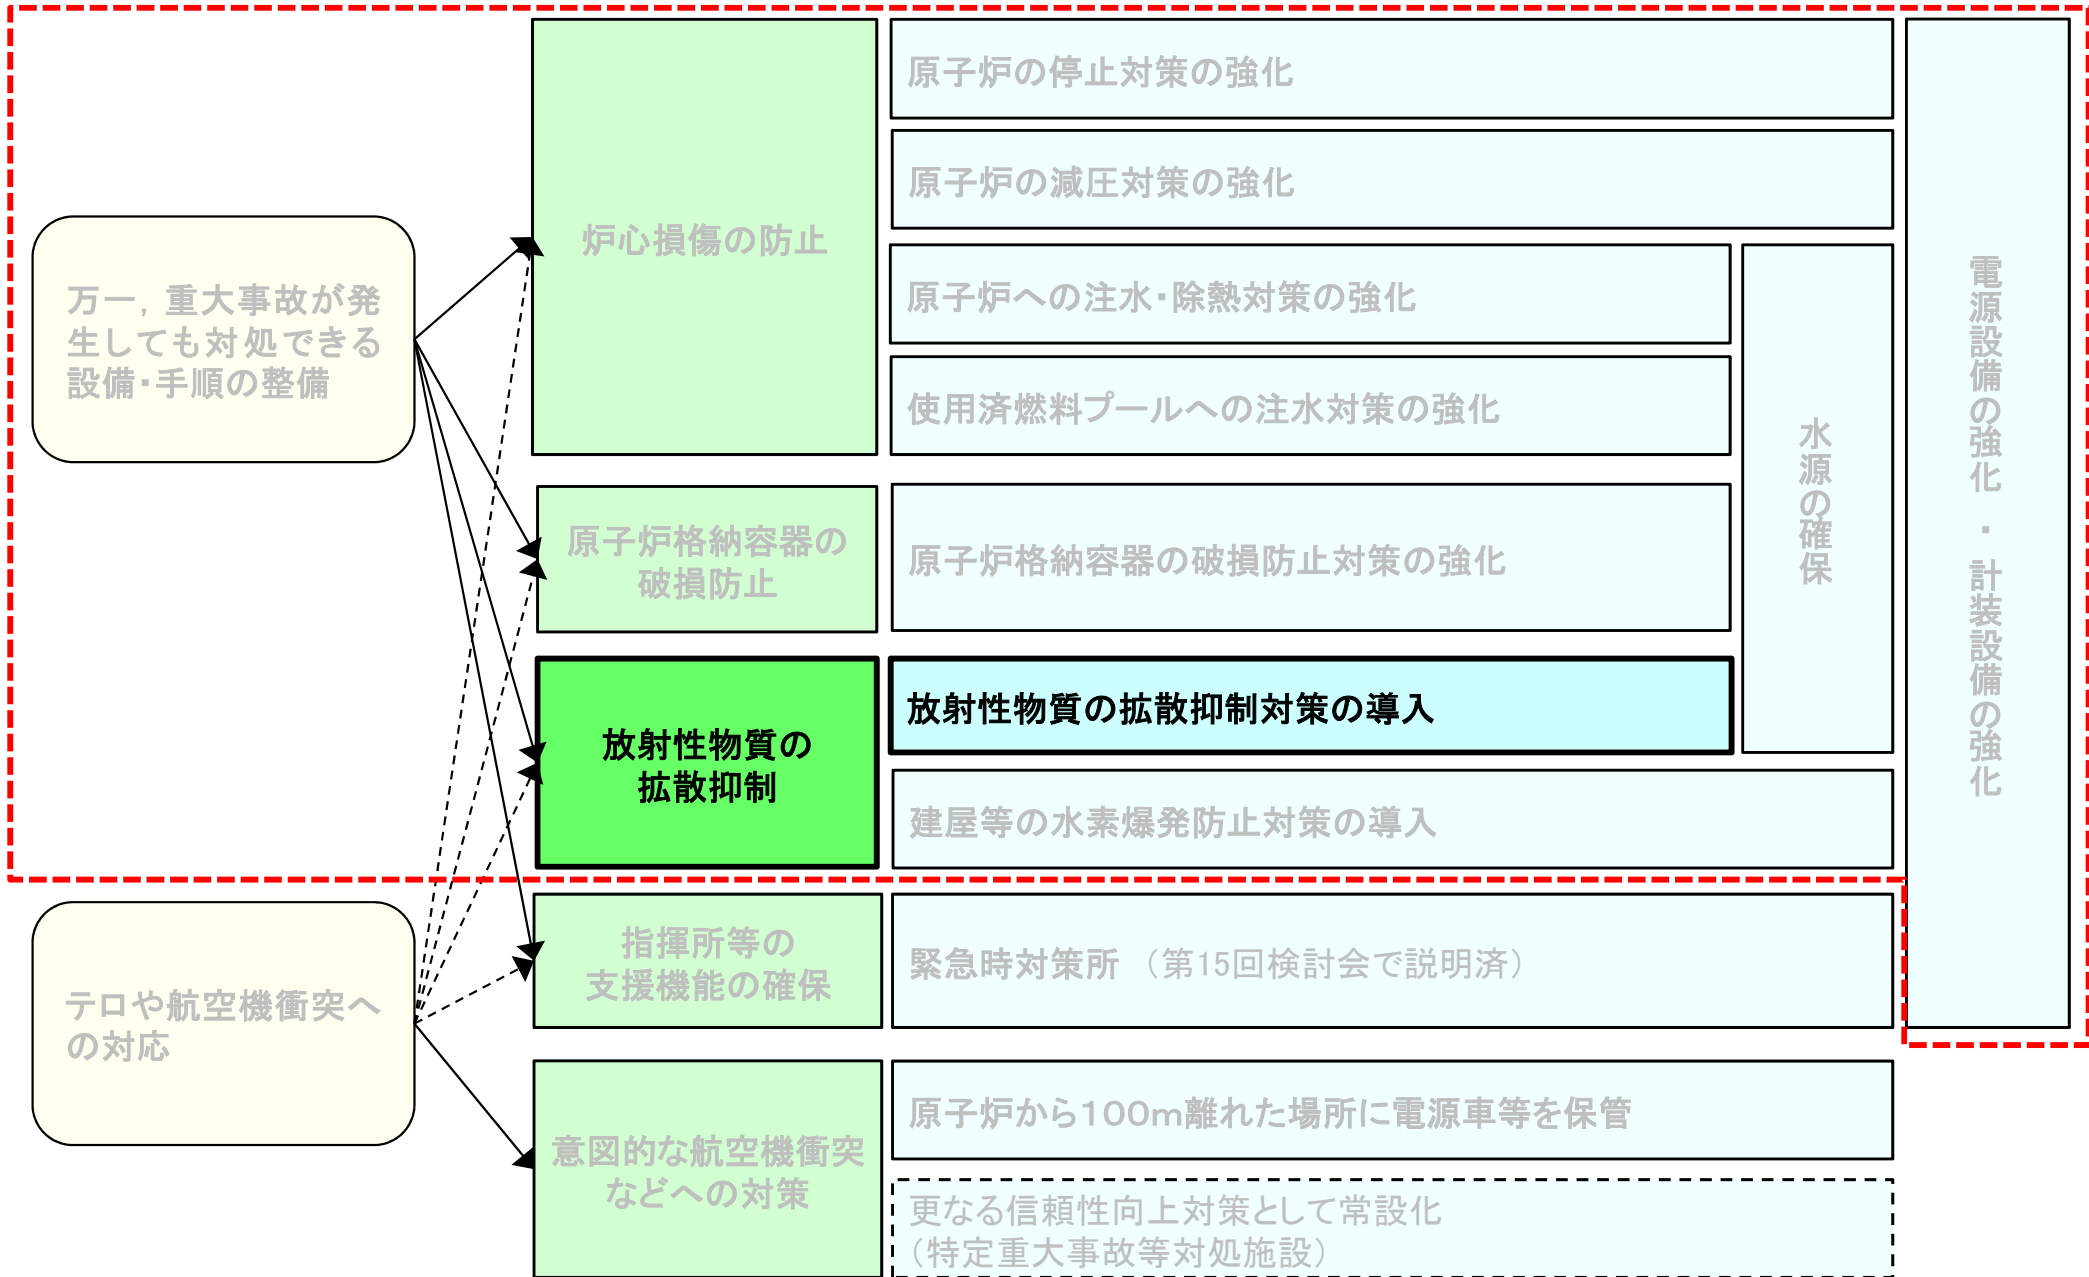 原子炉の停止対策の強化
原子炉の減圧対策の強化
炉心損傷の防止
万一，重大事故が発
生しても対処できる
設備・手順の整備
原子炉への注水・除熱対策の強化
使用済燃料プールへの注水対策の強化
水源の確保
電源設備の強化・計装設備の強化
原子炉格納容器の
破損防止
原子炉格納容器の破損防止対策の強化
放射性物質の
拡散抑制
放射性物質の拡散抑制対策の導入
建屋等の水素爆発防止対策の導入
指揮所等の
支援機能の確保
緊急時対策所（第15回検討会で説明済）
テロや航空機衝突へ
の対応
意図的な航空機衝突
などへの対策
原子炉から１００ｍ離れた場所に電源車等を保管
更なる信頼性向上対策として常設化
（特定重大事故等対処施設）